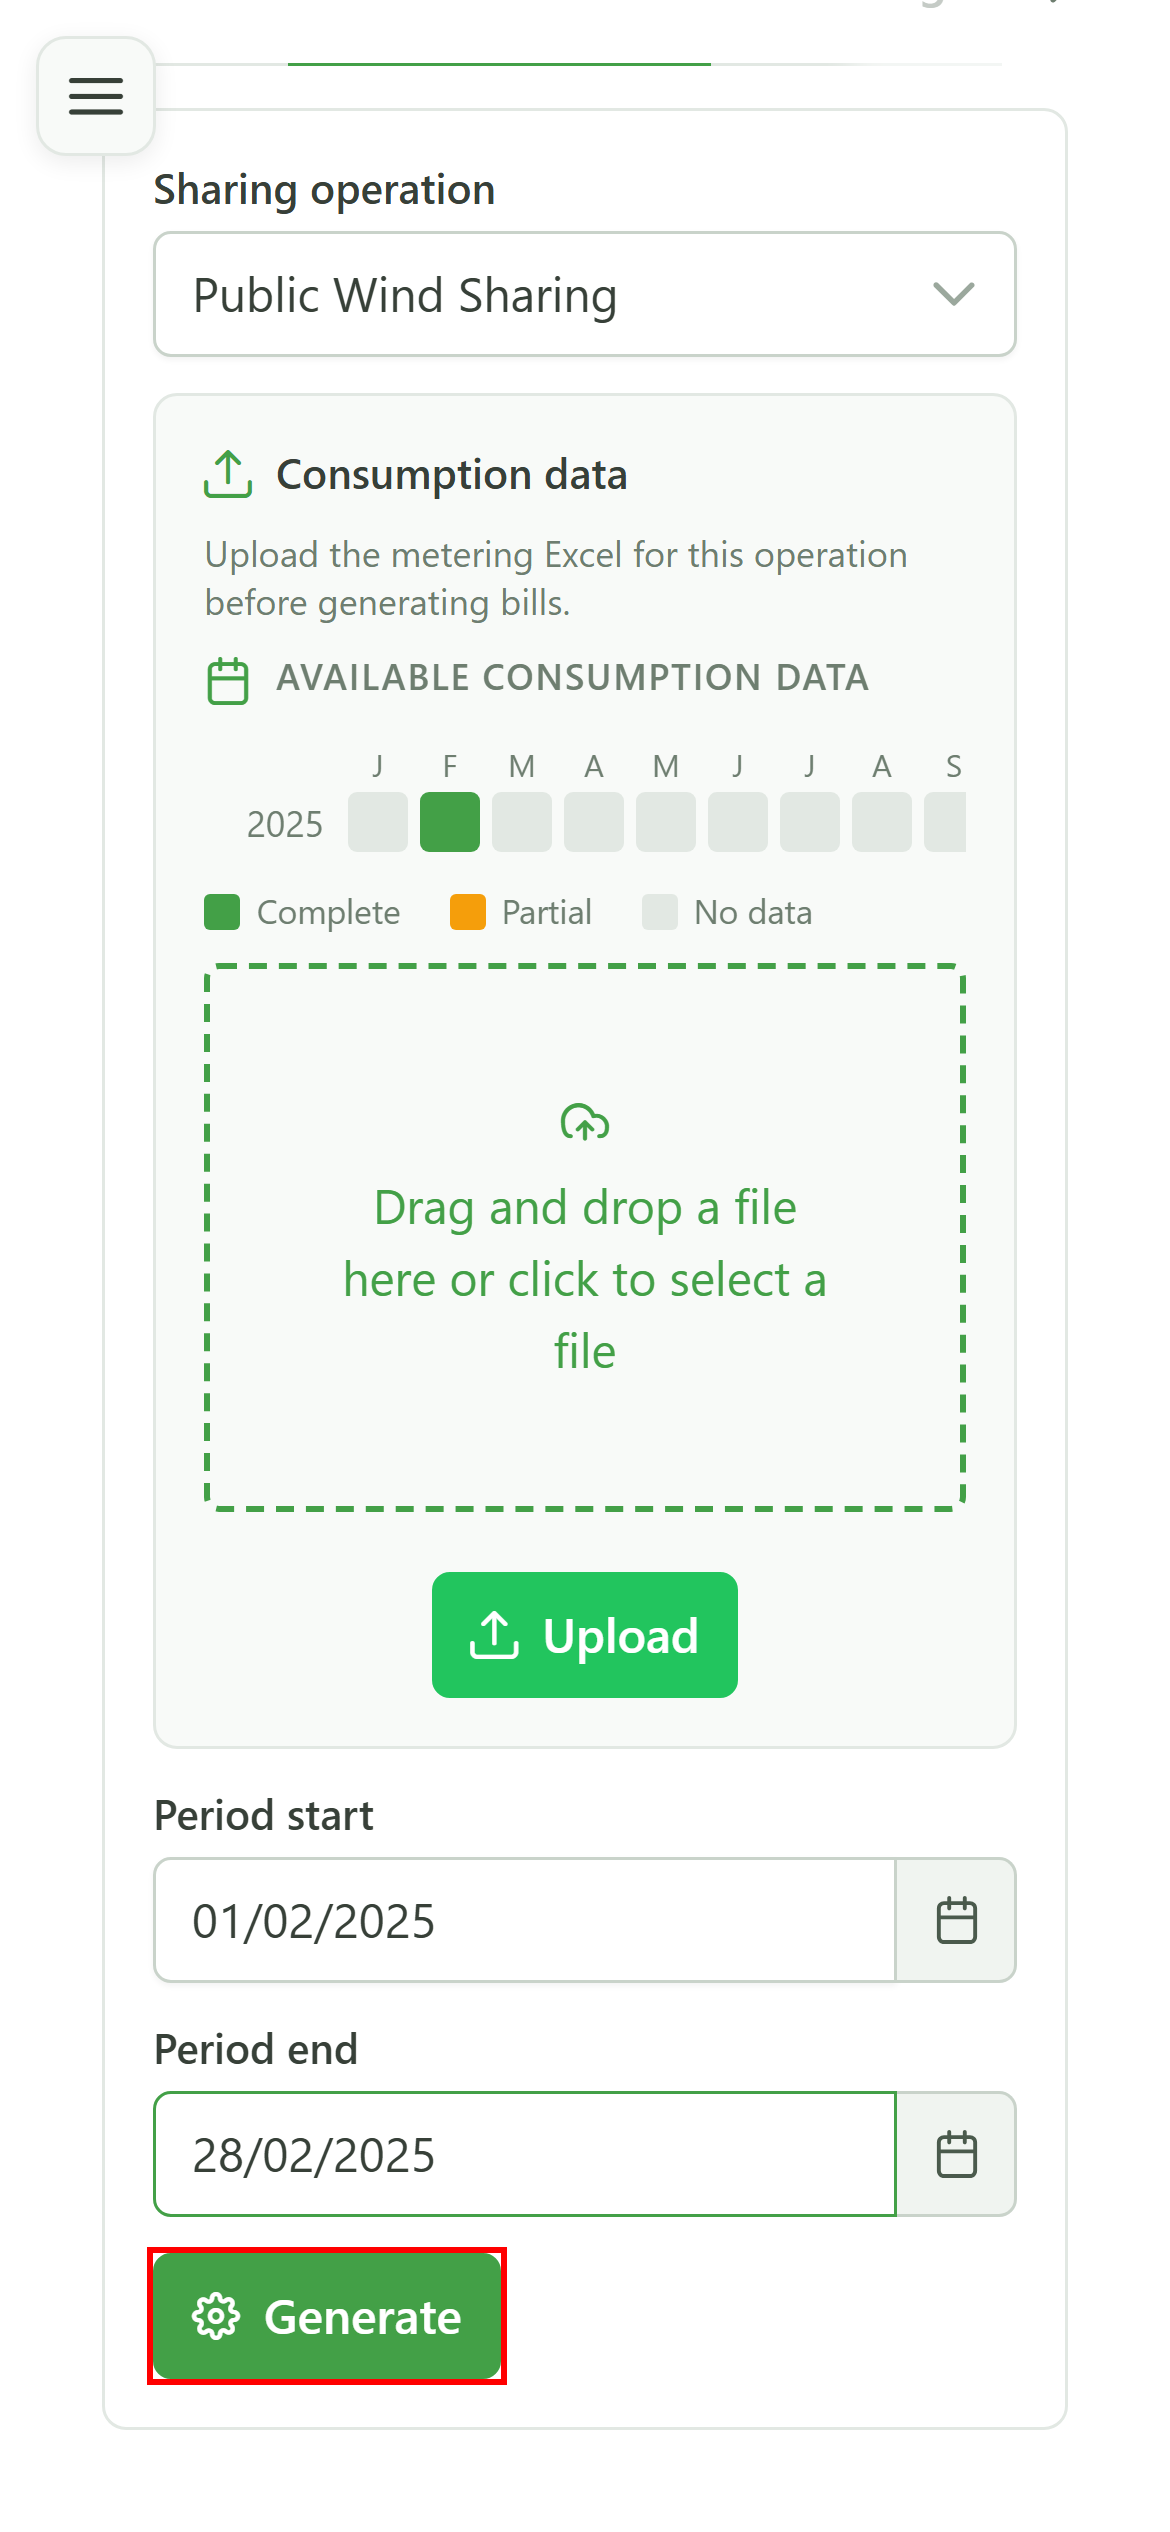 Sharing operation
Public Wind Sharing
Consumption data
Upload the metering Excel for this operation
before generating bills.
AVAILABLE CONSUMPTION DATA
J F M A M J J A S
2025
Complete Partial No data
Drag and drop a file
here or click to select a
file
Upload
Period start
01/02/2025
Period end
28/02/2025
Generate